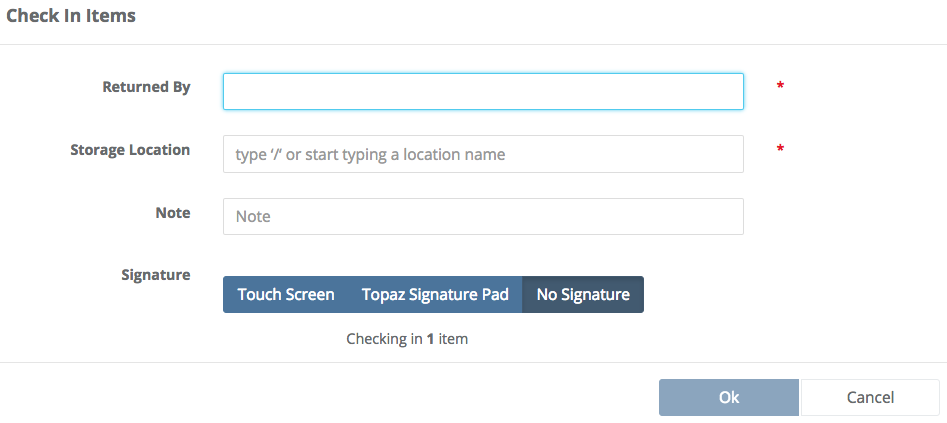 Check In Items
Returned By *
Storage Location type ‘/’ or start typing a location name *
Note Note
Signature
Touch Screen Topaz Signature Pad No Signature
Checking in 1 item
Ok Cancel